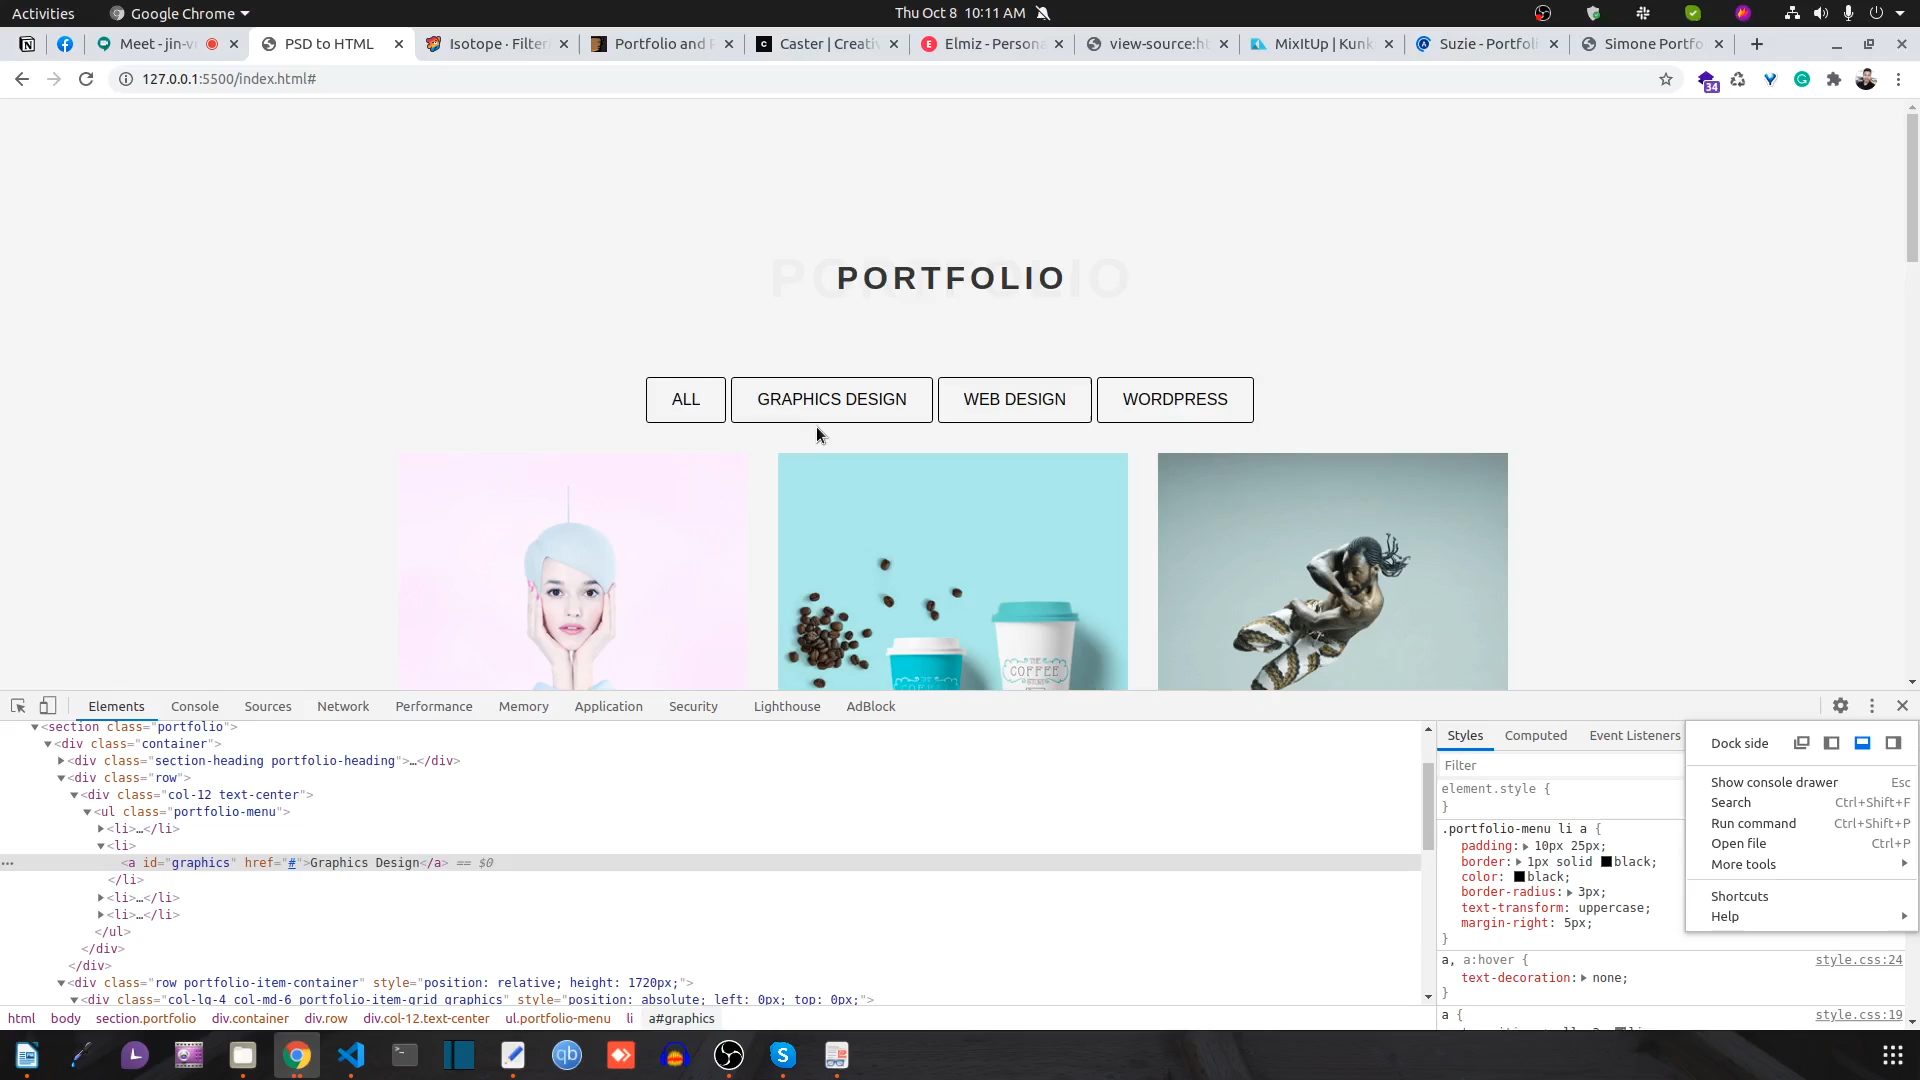 Activities
Google Chrome
Thu Oct 8 10:11 AM
Meet - jin-v
PSD to HTML
Isotope · Filter
Portfolio and P
Caster | Creativ
Elmiz - Persona
view-source:ht
MixItUp | Kunk
Suzie - Portfoli
Simone Portfo
127.0.0.1:5500/index.html#
34
PORTFOLIO
PORTFOLIO
ALL
GRAPHICS DESIGN
WEB DESIGN
WORDPRESS
THE
COFFEE
Elements
Console
Sources
Network
Performance
Memory
Application
Security
Lighthouse
AdBlock
<section class="portfolio">
<div class="container">
<div class="section-heading portfolio-heading">…</div>
<div class="row">
<div class="col-12 text-center">
<ul class="portfolio-menu">
<li>…</li>
<li>
<a id="graphics" href="#">Graphics Design</a> == $0
</li>
<li>…</li>
<li>…</li>
</ul>
</div>
</div>
<div class="row portfolio-item-container" style="position: relative; height: 1720px;">
<div class="col-lg-4 col-md-6 portfolio-item-grid graphics" style="position: absolute; left: 0px; top: 0px;">
html body section.portfolio div.container div.row div.col-12.text-center ul.portfolio-menu li a#graphics
Styles
Computed
Event Listeners
Filter
element.style {
}
.portfolio-menu li a {
padding: 10px 25px;
border: 1px solid black;
color: black;
border-radius: 3px;
text-transform: uppercase;
margin-right: 5px;
}
a, a:hover {
style.css:24
text-decoration: none;
}
a {
style.css:19
Dock side
Show console drawer Esc
Search Ctrl+Shift+F
Run command Ctrl+Shift+P
Open file Ctrl+P
More tools
Shortcuts
Help
qb